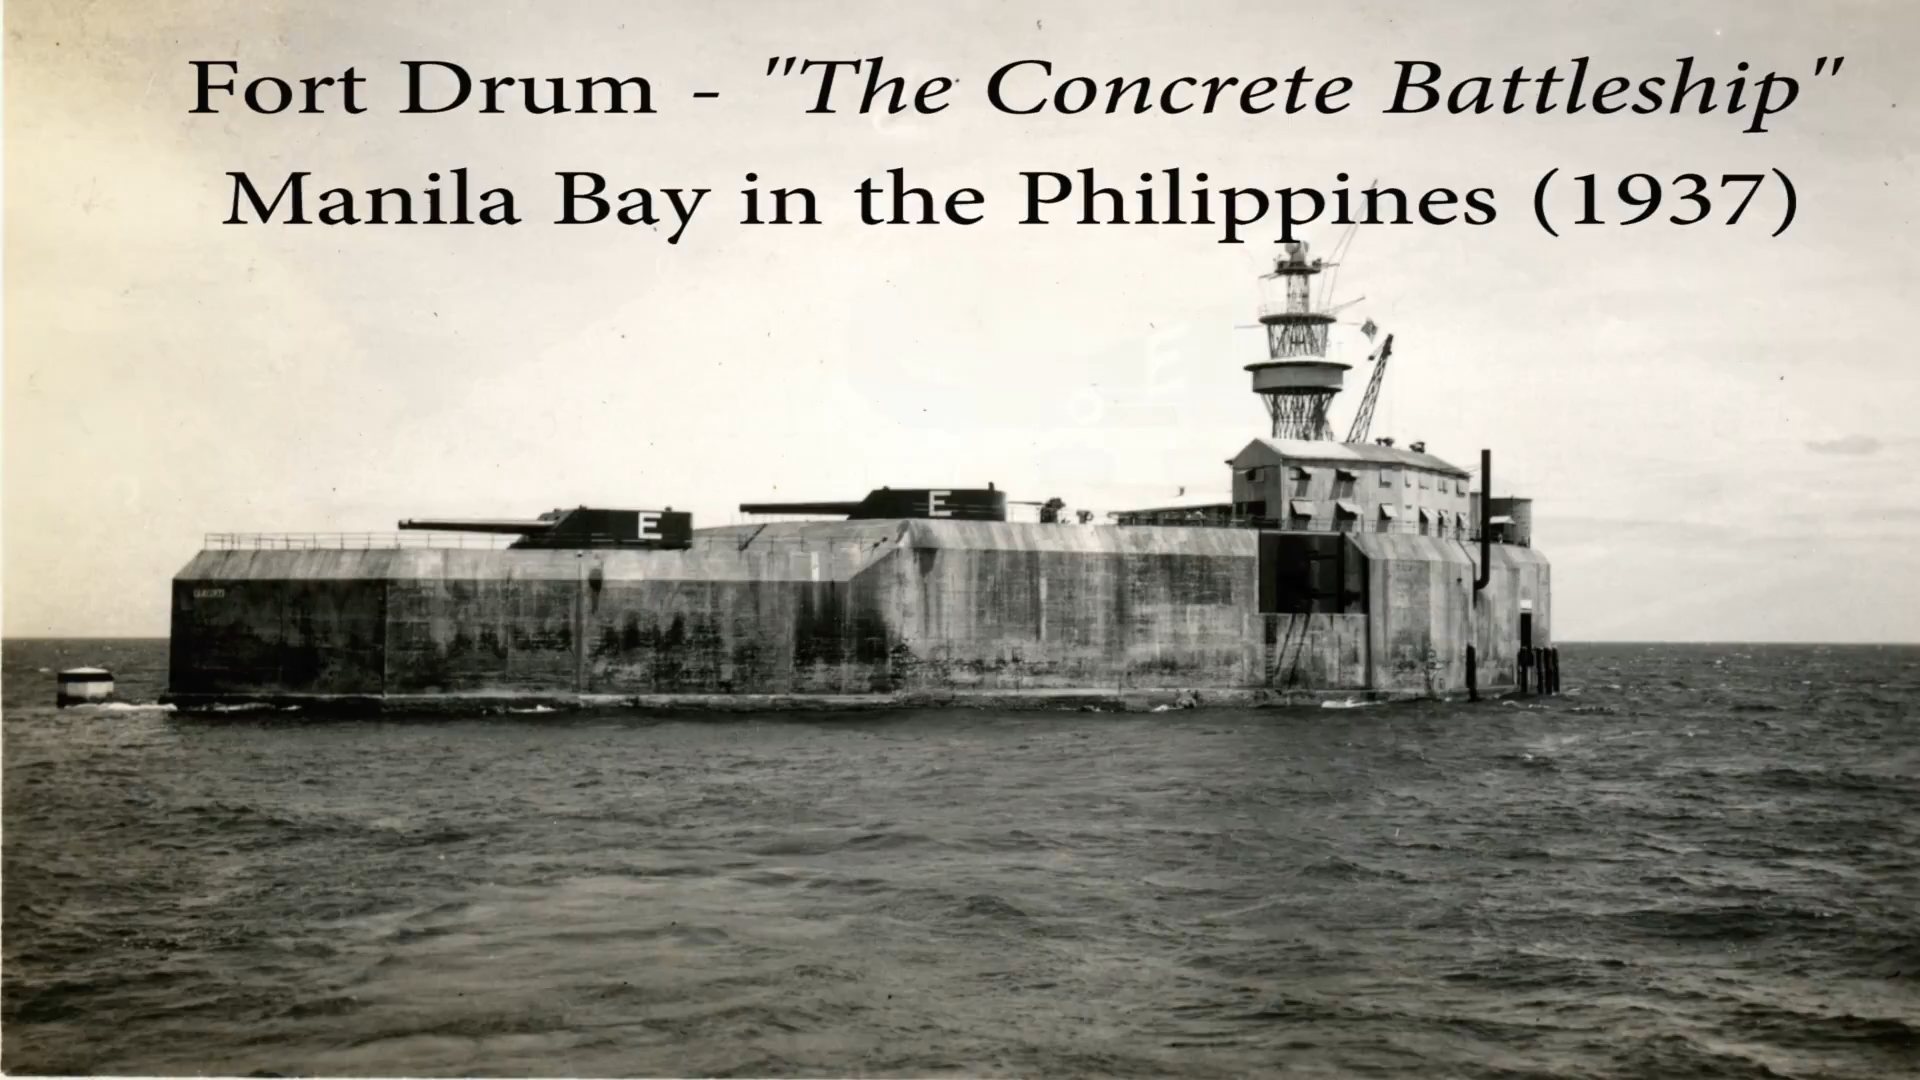 Fort Drum - "The Concrete Battleship"
Manila Bay in the Philippines (1937)
E
E